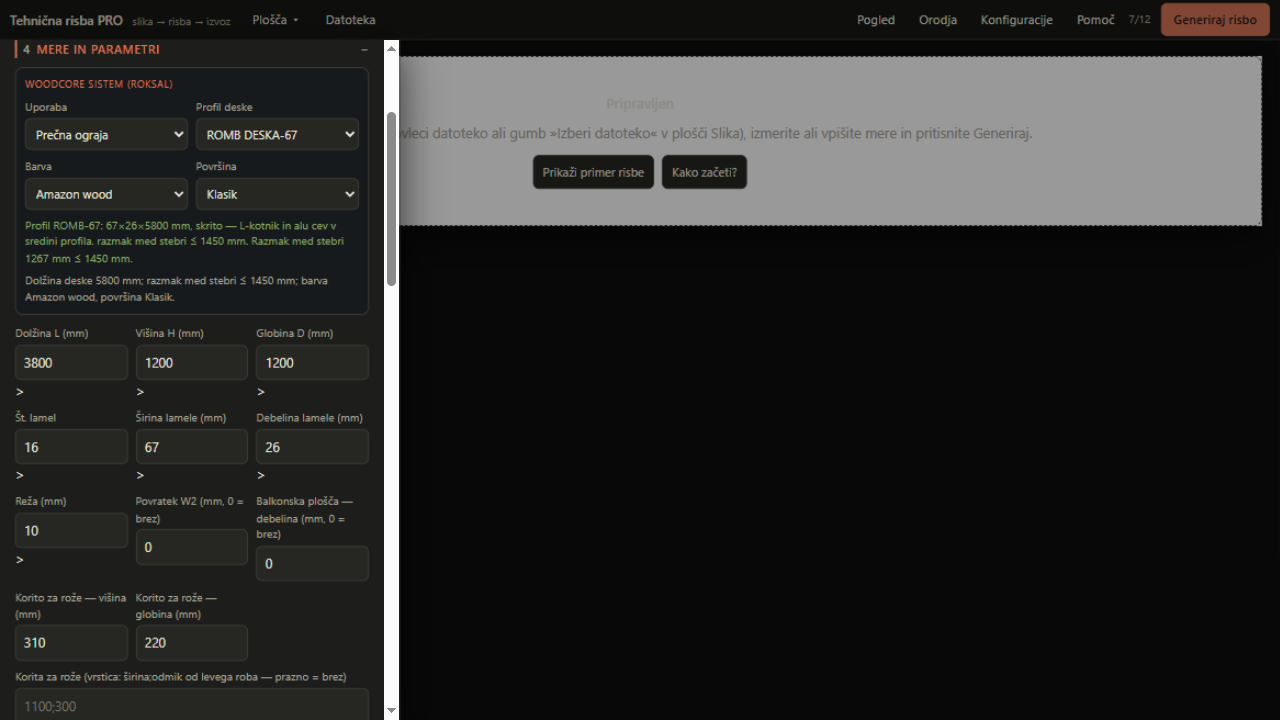 Tehnična risba PRO slika → risba → izvoz Plošča Datoteka Pogled Orodja Konfiguracije Pomoč 7/12 Generiraj risbo
4 MERE IN PARAMETRI −
WOODCORE SISTEM (ROKSAL)
Uporaba Profil deske
Prečna ograja ROMB DESKA-67
Barva Površina
Amazon wood Klasik
Profil ROMB-67: 67×26×5800 mm, skrito — L-kotnik in alu cev v
sredini profila. razmak med stebri ≤ 1450 mm. Razmak med stebri
1267 mm ≤ 1450 mm.
Dolžina deske 5800 mm; razmak med stebri ≤ 1450 mm; barva
Amazon wood, površina Klasik.
Dolžina L (mm) Višina H (mm) Globina D (mm)
3800 1200 1200
> > >
Št. lamel Širina lamele (mm) Debelina lamele (mm)
16 67 26
> > >
Reža (mm) Povratek W2 (mm, 0 = brez) Balkonska plošča — debelina (mm, 0 = brez)
10 0 0
>
Korito za rože — višina (mm) Korito za rože — globina (mm)
310 220
Korita za rože (vrstica: širina;odmik od levega roba — prazno = brez)
1100;300
Pripravljen
vleci datoteko ali gumb »Izberi datoteko« v plošči Slika), izmerite ali vpišite mere in pritisnite Generiraj.
Prikaži primer risbe Kako začeti?